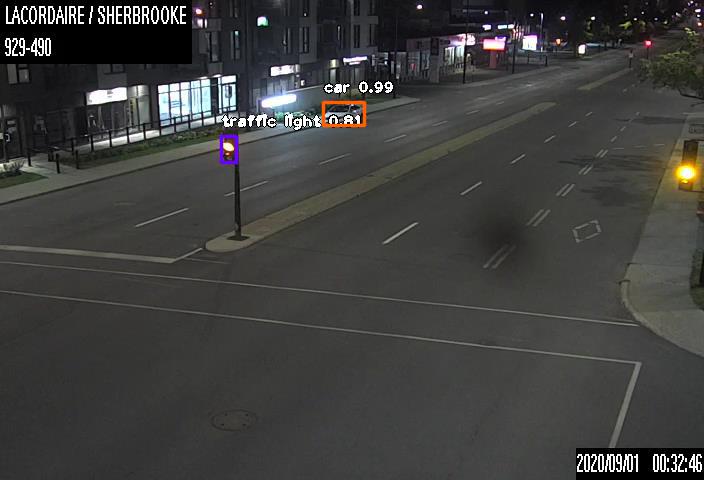 LACORDAIRE / SHERBROOKE
929-490
car 0.99
traffic light 0.81
2020/09/01 00:32:46